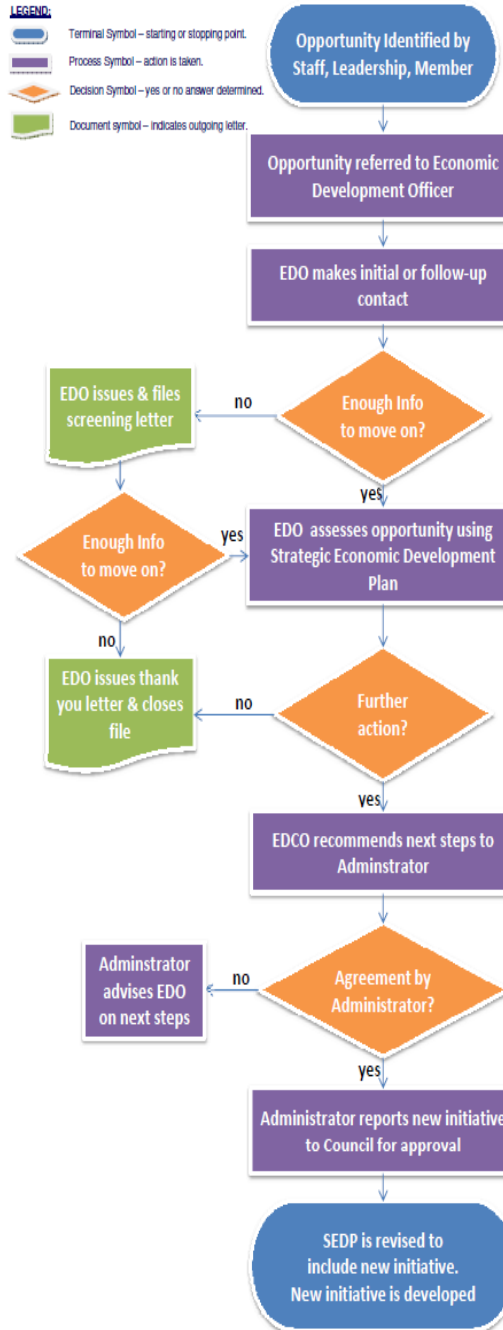 LEGEND:
Terminal Symbol – starting or stopping point.
Process Symbol – action is taken.
Decision Symbol – yes or no answer determined.
Document symbol – indicates outgoing letter.
Opportunity Identified by
Staff, Leadership, Member
Opportunity referred to Economic
Development Officer
EDO makes initial or follow-up
contact
Enough Info
to move on?
no
EDO issues & files
screening letter
yes
Enough Info
to move on?
yes
EDO assesses opportunity using
Strategic Economic Development
Plan
no
EDO issues thank
you letter & closes
file
no
Further
action?
yes
EDCO recommends next steps to
Adminstrator
Agreement by
Administrator?
no
Adminstrator
advises EDO
on next steps
yes
Administrator reports new initiative
to Council for approval
SEDP is revised to
include new initiative.
New initiative is developed